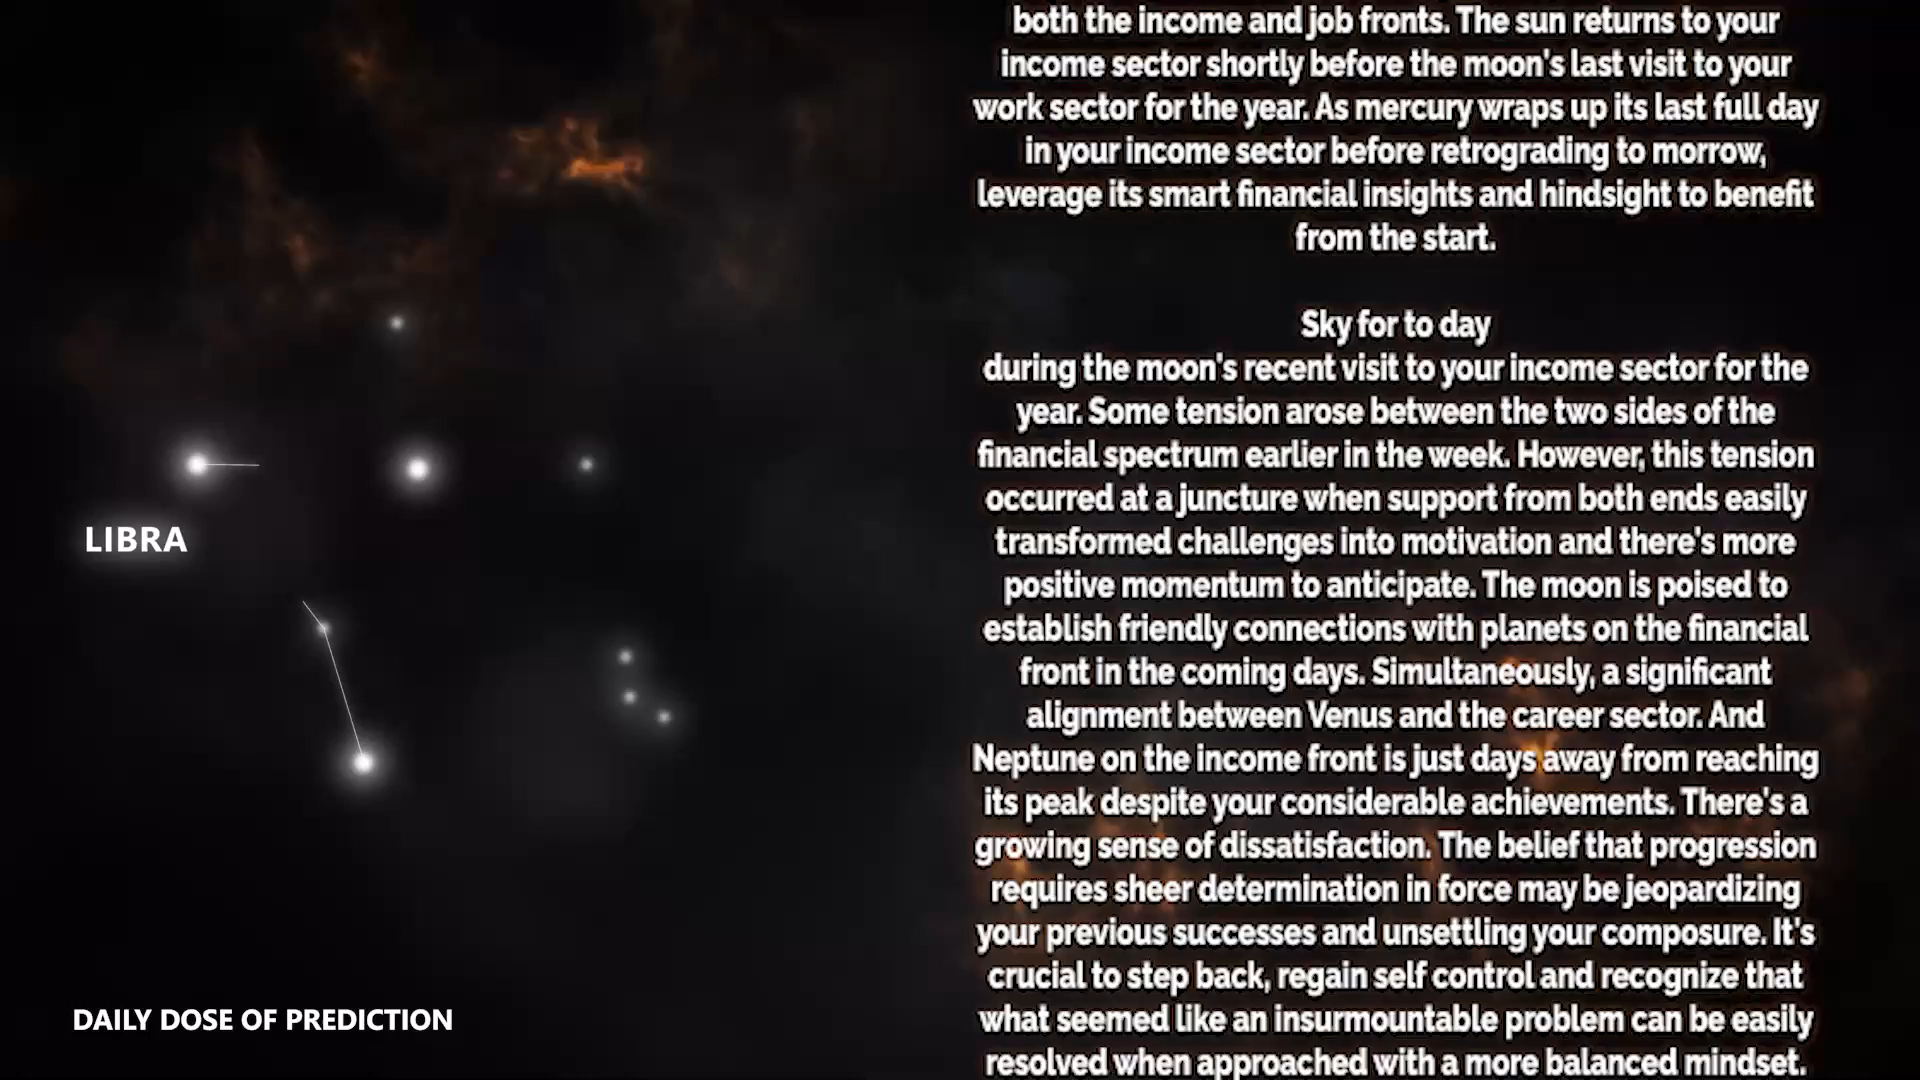 both the income and job fronts. The sun returns to your
income sector shortly before the moon's last visit to your
work sector for the year. As mercury wraps up its last full day
in your income sector before retrograding to morrow,
leverage its smart financial insights and hindsight to benefit
from the start.
Sky for to day
during the moon's recent visit to your income sector for the
year. Some tension arose between the two sides of the
financial spectrum earlier in the week. However, this tension
occurred at a juncture when support from both ends easily
transformed challenges into motivation and there's more
positive momentum to anticipate. The moon is poised to
establish friendly connections with planets on the financial
front in the coming days. Simultaneously, a significant
alignment between Venus and the career sector. And
Neptune on the income front is just days away from reaching
its peak despite your considerable achievements. There's a
growing sense of dissatisfaction. The belief that progression
requires sheer determination in force may be jeopardizing
your previous successes and unsettling your composure. It's
crucial to step back, regain self control and recognize that
what seemed like an insurmountable problem can be easily
resolved when approached with a more balanced mindset.
LIBRA
DAILY DOSE OF PREDICTION